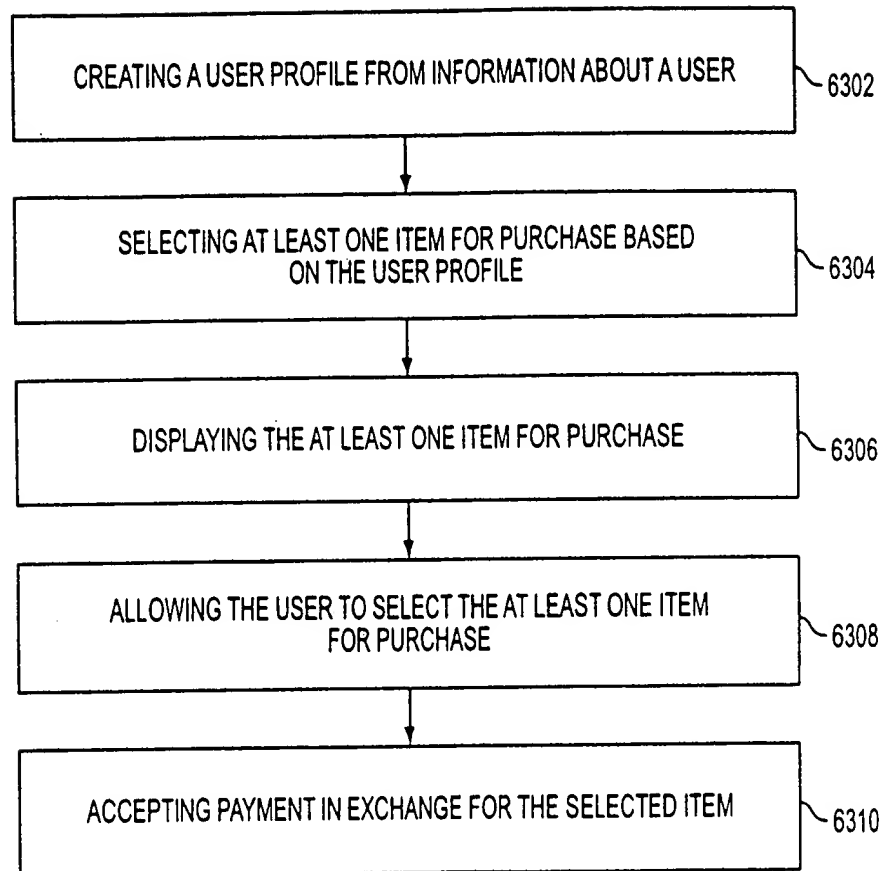 CREATING A USER PROFILE FROM INFORMATION ABOUT A USER
6302
SELECTING AT LEAST ONE ITEM FOR PURCHASE BASED
ON THE USER PROFILE
6304
DISPLAYING THE AT LEAST ONE ITEM FOR PURCHASE
6306
ALLOWING THE USER TO SELECT THE AT LEAST ONE ITEM
FOR PURCHASE
6308
ACCEPTING PAYMENT IN EXCHANGE FOR THE SELECTED ITEM
6310